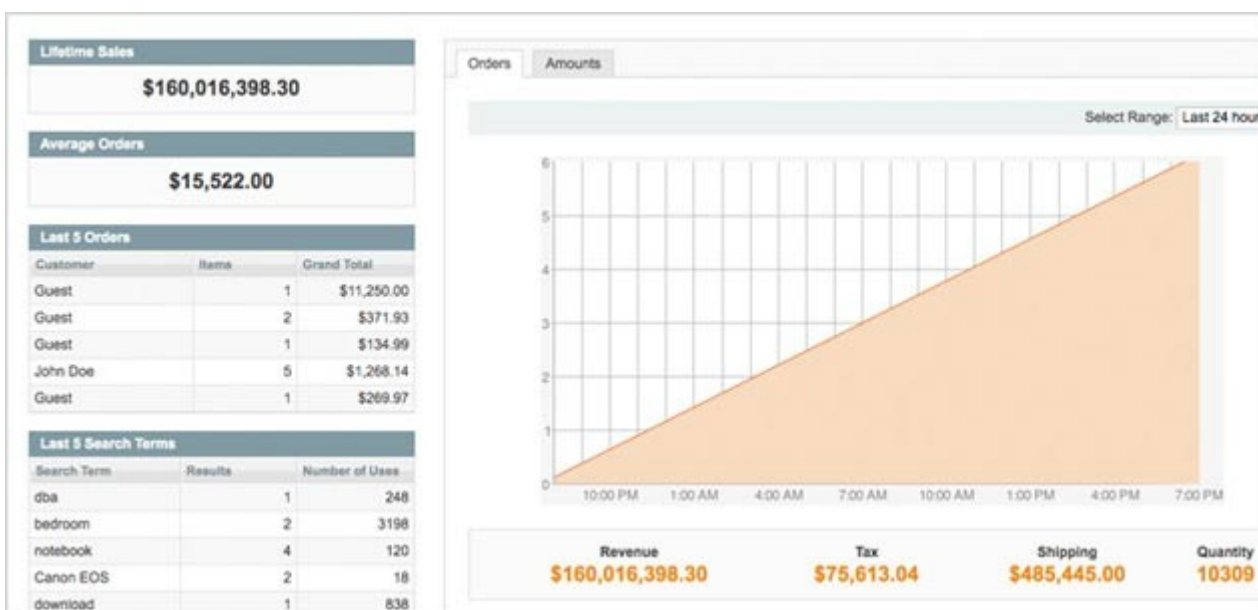 Lifetime Sales
$160,016,398.30
Average Orders
$15,522.00
Last 5 Orders
Customer Items Grand Total
Guest 1 $11,250.00
Guest 2 $371.93
Guest 1 $134.99
John Doe 5 $1,268.14
Guest 1 $269.97
Last 5 Search Terms
Search Term Results Number of Uses
dba 1 248
bedroom 2 3198
notebook 4 120
Canon EOS 2 18
download 1 838
Orders Amounts
Select Range: Last 24 hour
6
5
4
3
2
1
0
10:00 PM 1:00 AM 4:00 AM 7:00 AM 10:00 AM 1:00 PM 4:00 PM 7:00 PM
Revenue Tax Shipping Quantity
$160,016,398.30 $75,613.04 $485,445.00 10309